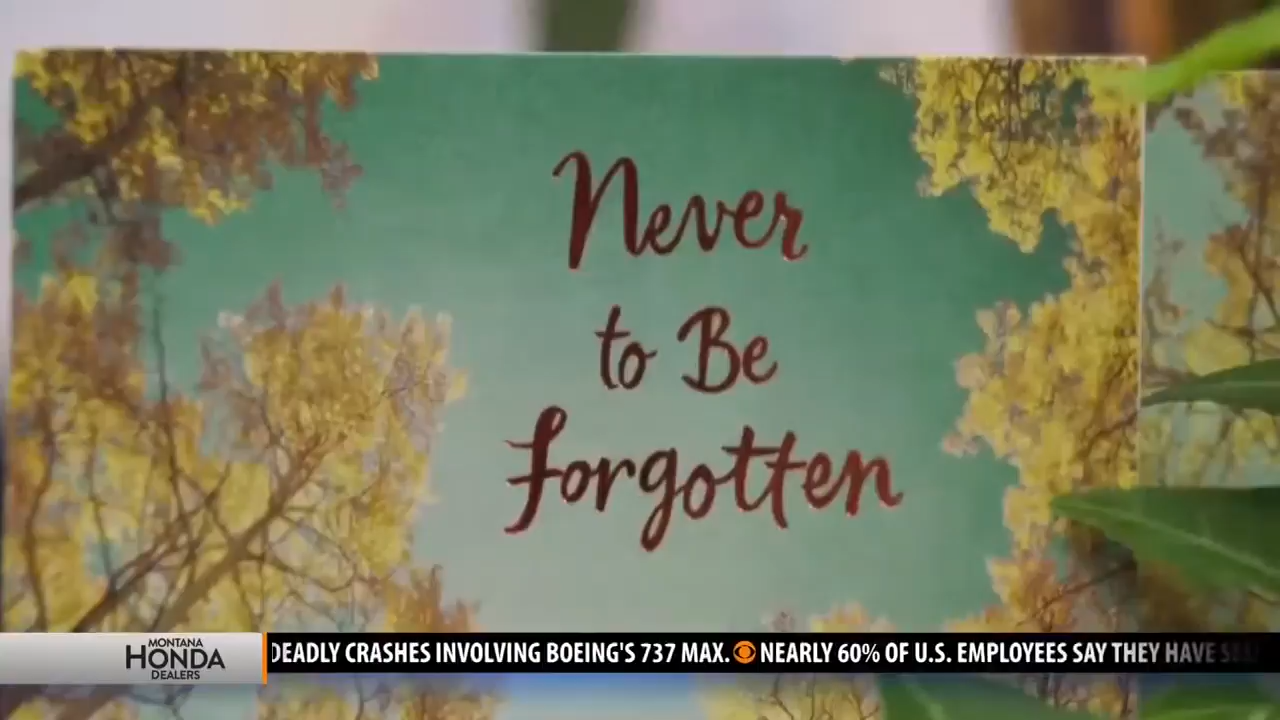 Never
to Be
Forgotten
MONTANA
HONDA
DEALERS
DEADLY CRASHES INVOLVING BOEING'S 737 MAX. NEARLY 60% OF U.S. EMPLOYEES SAY THEY HAVE